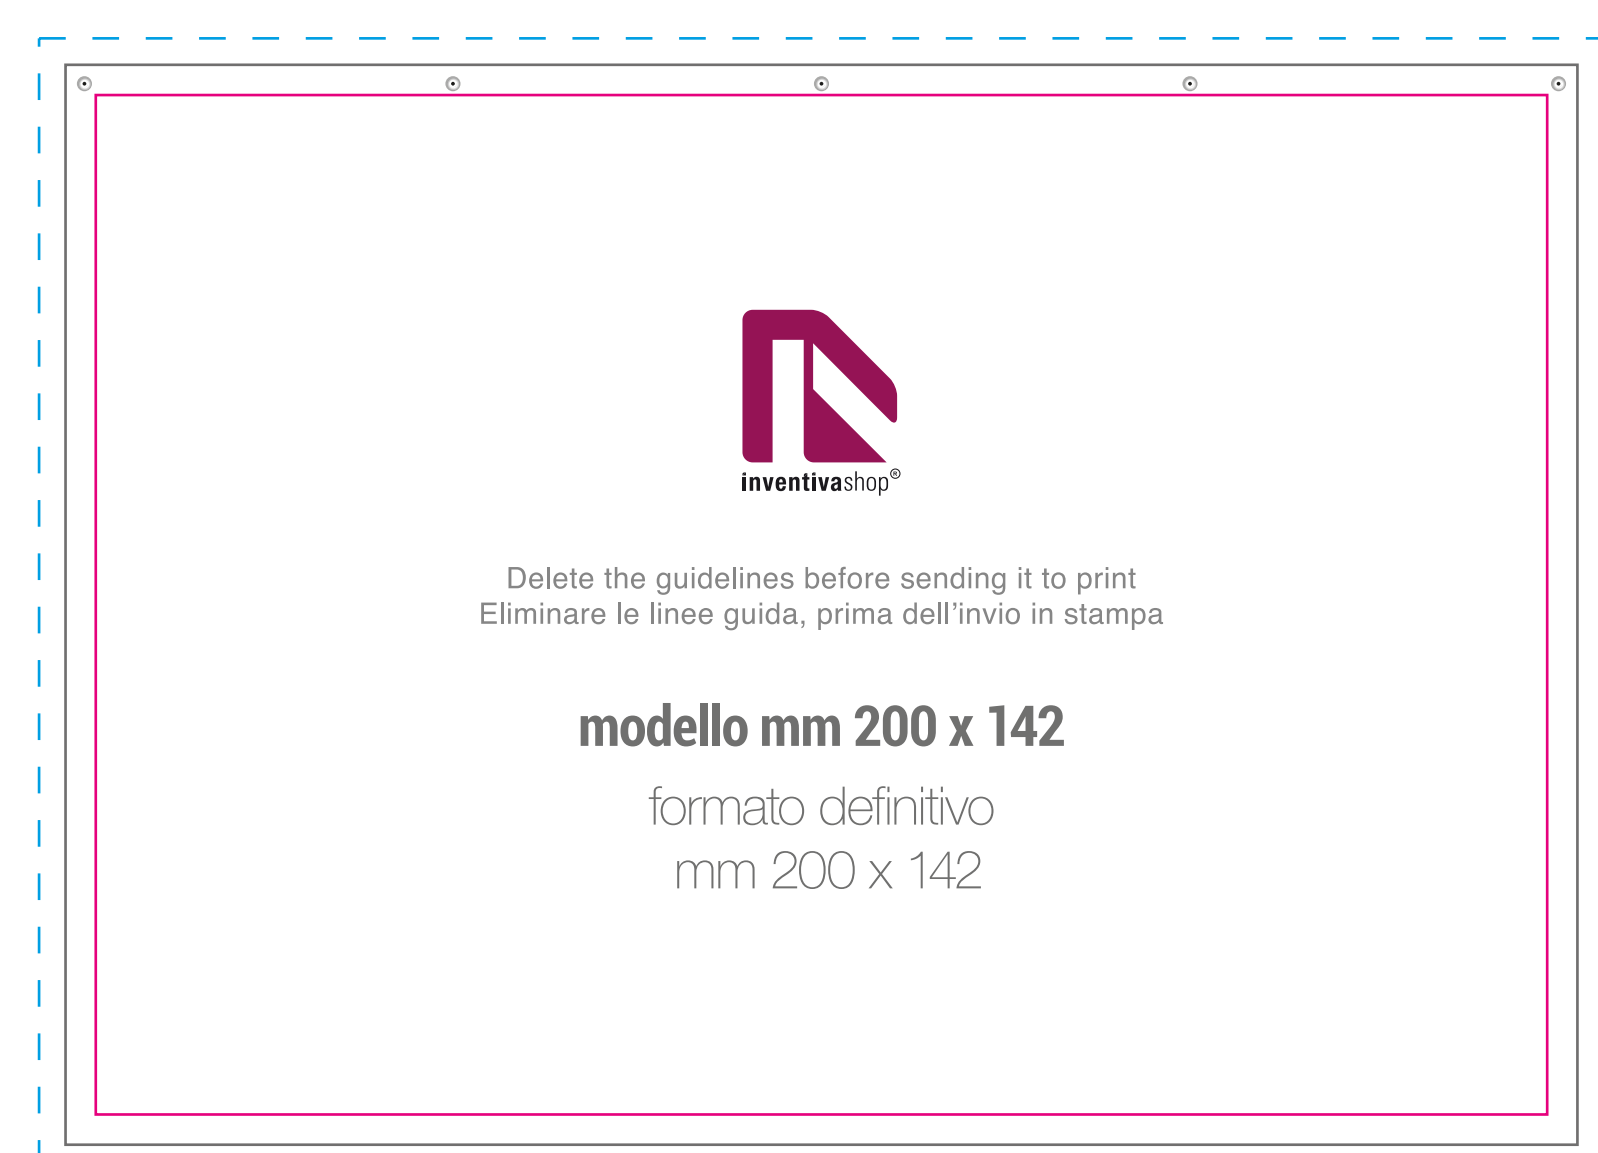 inventivashop®
Delete the guidelines before sending it to print
Eliminare le linee guida, prima dell'invio in stampa
modello mm 200 x 142
formato definitivo
mm 200 x 142